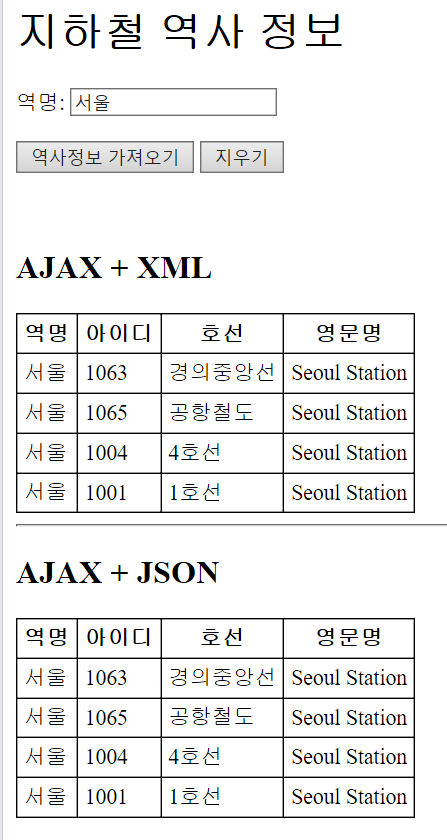 지하철 역사 정보
역명: 서울
역사정보 가져오기 지우기
AJAX + XML
역명 아이디 호선 영문명
서울 1063 경의중앙선 Seoul Station
서울 1065 공항철도 Seoul Station
서울 1004 4호선 Seoul Station
서울 1001 1호선 Seoul Station
AJAX + JSON
역명 아이디 호선 영문명
서울 1063 경의중앙선 Seoul Station
서울 1065 공항철도 Seoul Station
서울 1004 4호선 Seoul Station
서울 1001 1호선 Seoul Station